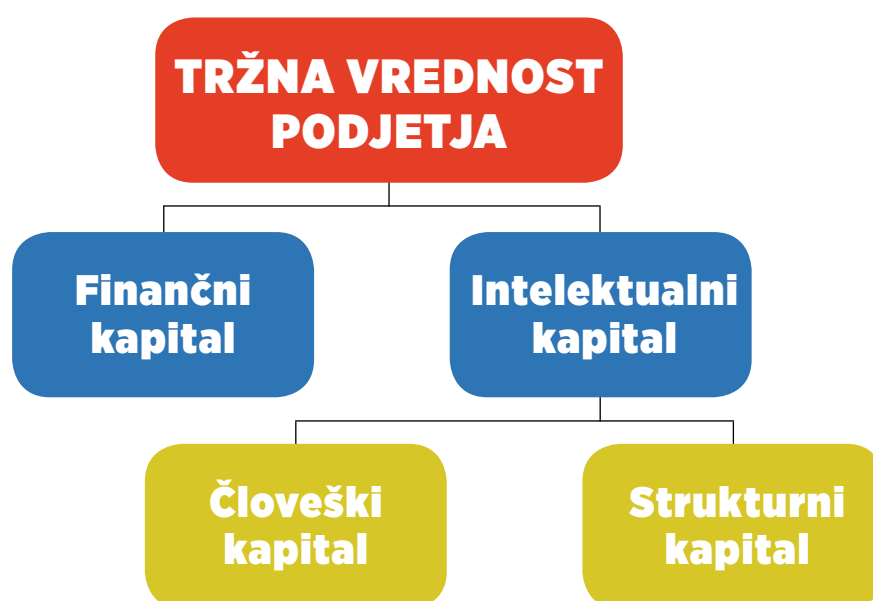 TRŽNA VREDNOST
PODJETJA
Finančni
kapital
Intelektualni
kapital
Človeški
kapital
Strukturni
kapital